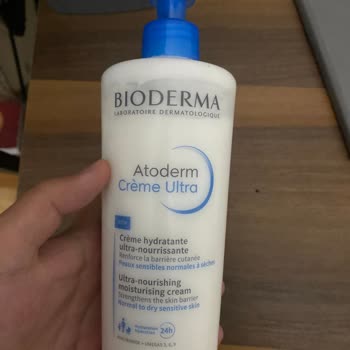 BIODERMA
LABORATOIRE DERMATOLOGIQUE
Atoderm
Crème Ultra
Crème hydratante
ultra-nourrissante
Renforce la barrière cutanée
Peaux sensibles normales à sèches
Ultra-nourishing
moisturising cream
Strengthens the skin barrier
Normal to dry sensitive skin
24h